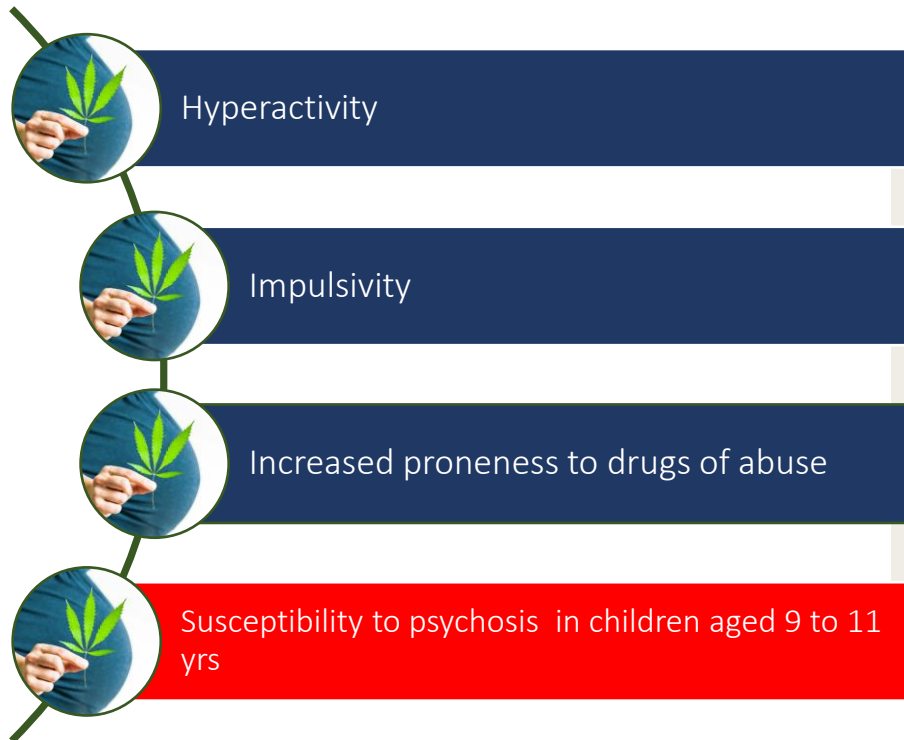 Hyperactivity
Impulsivity
Increased proneness to drugs of abuse
Susceptibility to psychosis  in children aged 9 to 11
yrs